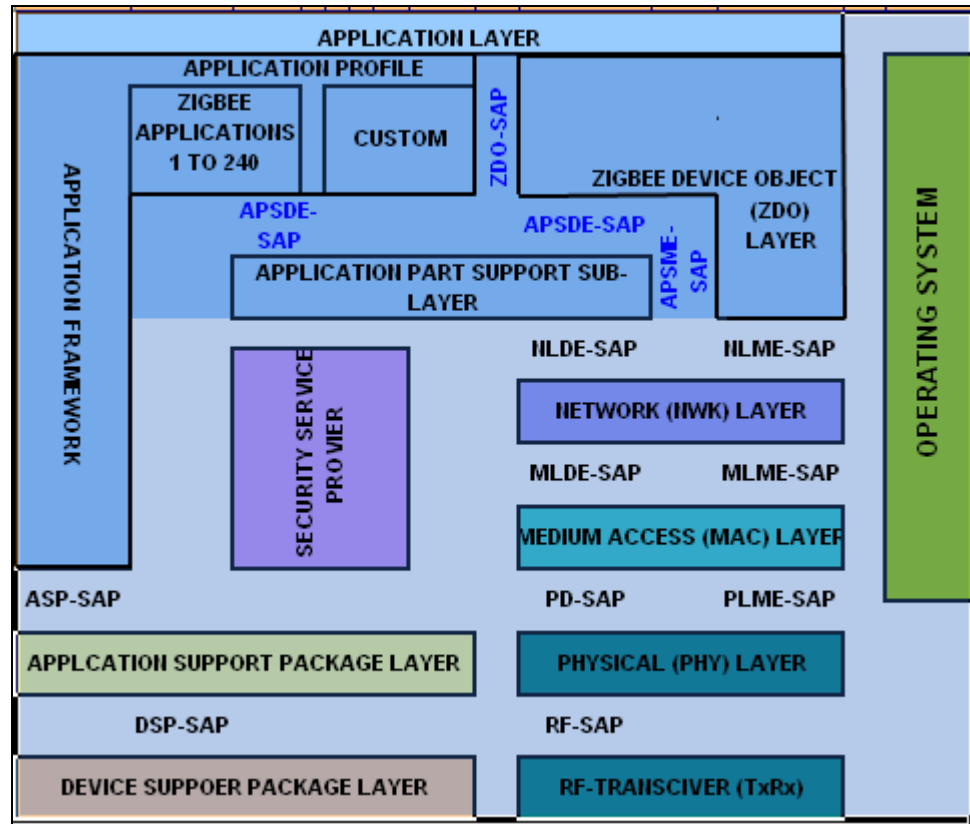 APPLICATION LAYER
APPLICATION PROFILE
ZIGBEE
APPLICATIONS
1 TO 240
CUSTOM
ZDO-SAP
ZIGBEE DEVICE OBJECT
(ZDO)
LAYER
APPLICATION FRAMEWORK
APSDE-
SAP
APSDE-SAP
APSME-
SAP
APPLICATION PART SUPPORT SUB-
LAYER
OPERATING SYSTEM
NLDE-SAP
NLME-SAP
SECURITY SERVICE
PROVIER
NETWORK (NWK) LAYER
MLDE-SAP
MLME-SAP
MEDIUM ACCESS (MAC) LAYER
ASP-SAP
PD-SAP
PLME-SAP
APPLCATION SUPPORT PACKAGE LAYER
PHYSICAL (PHY) LAYER
DSP-SAP
RF-SAP
DEVICE SUPPOER PACKAGE LAYER
RF-TRANSCIVER (TxRx)